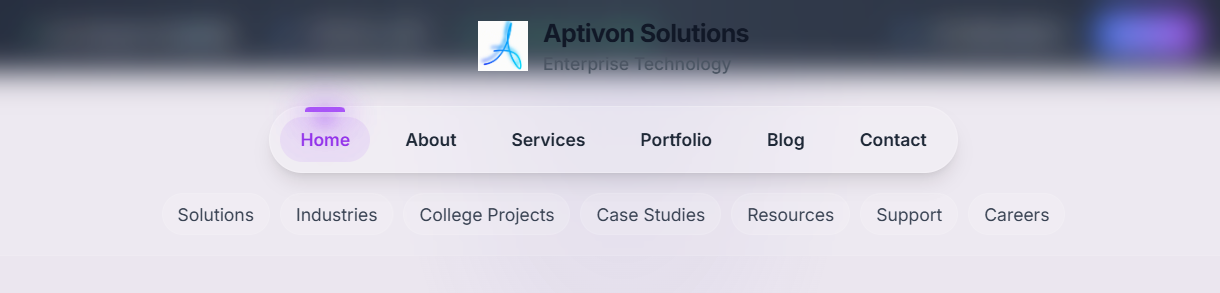 Aptivon Solutions
Enterprise Technology
Home About Services Portfolio Blog Contact
Solutions Industries College Projects Case Studies Resources Support Careers